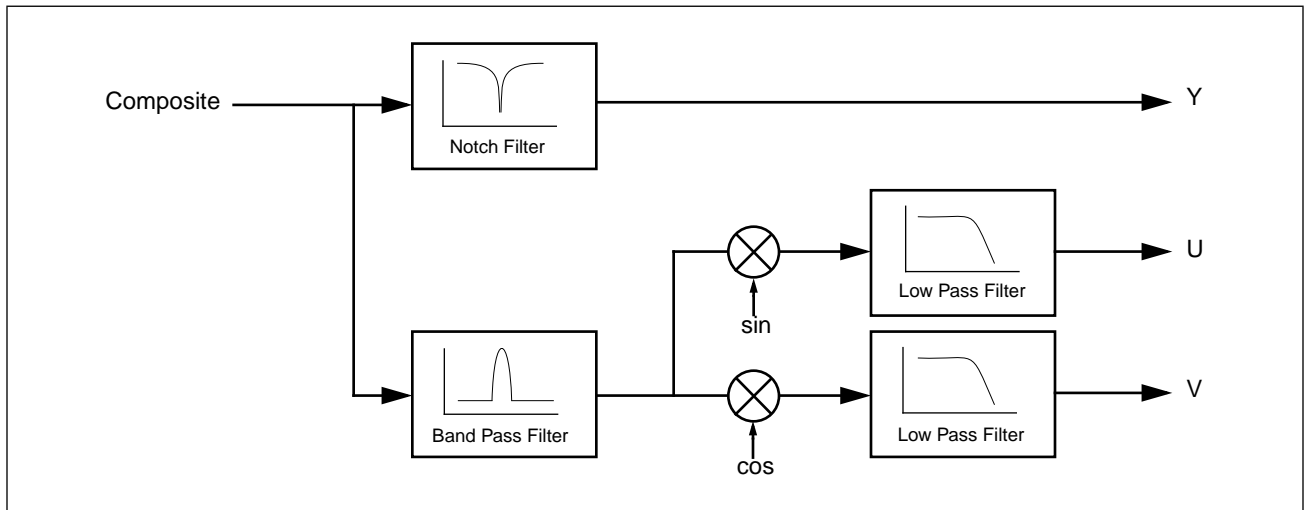 Composite
Notch Filter
Y
sin
Low Pass Filter
U
Band Pass Filter
cos
Low Pass Filter
V